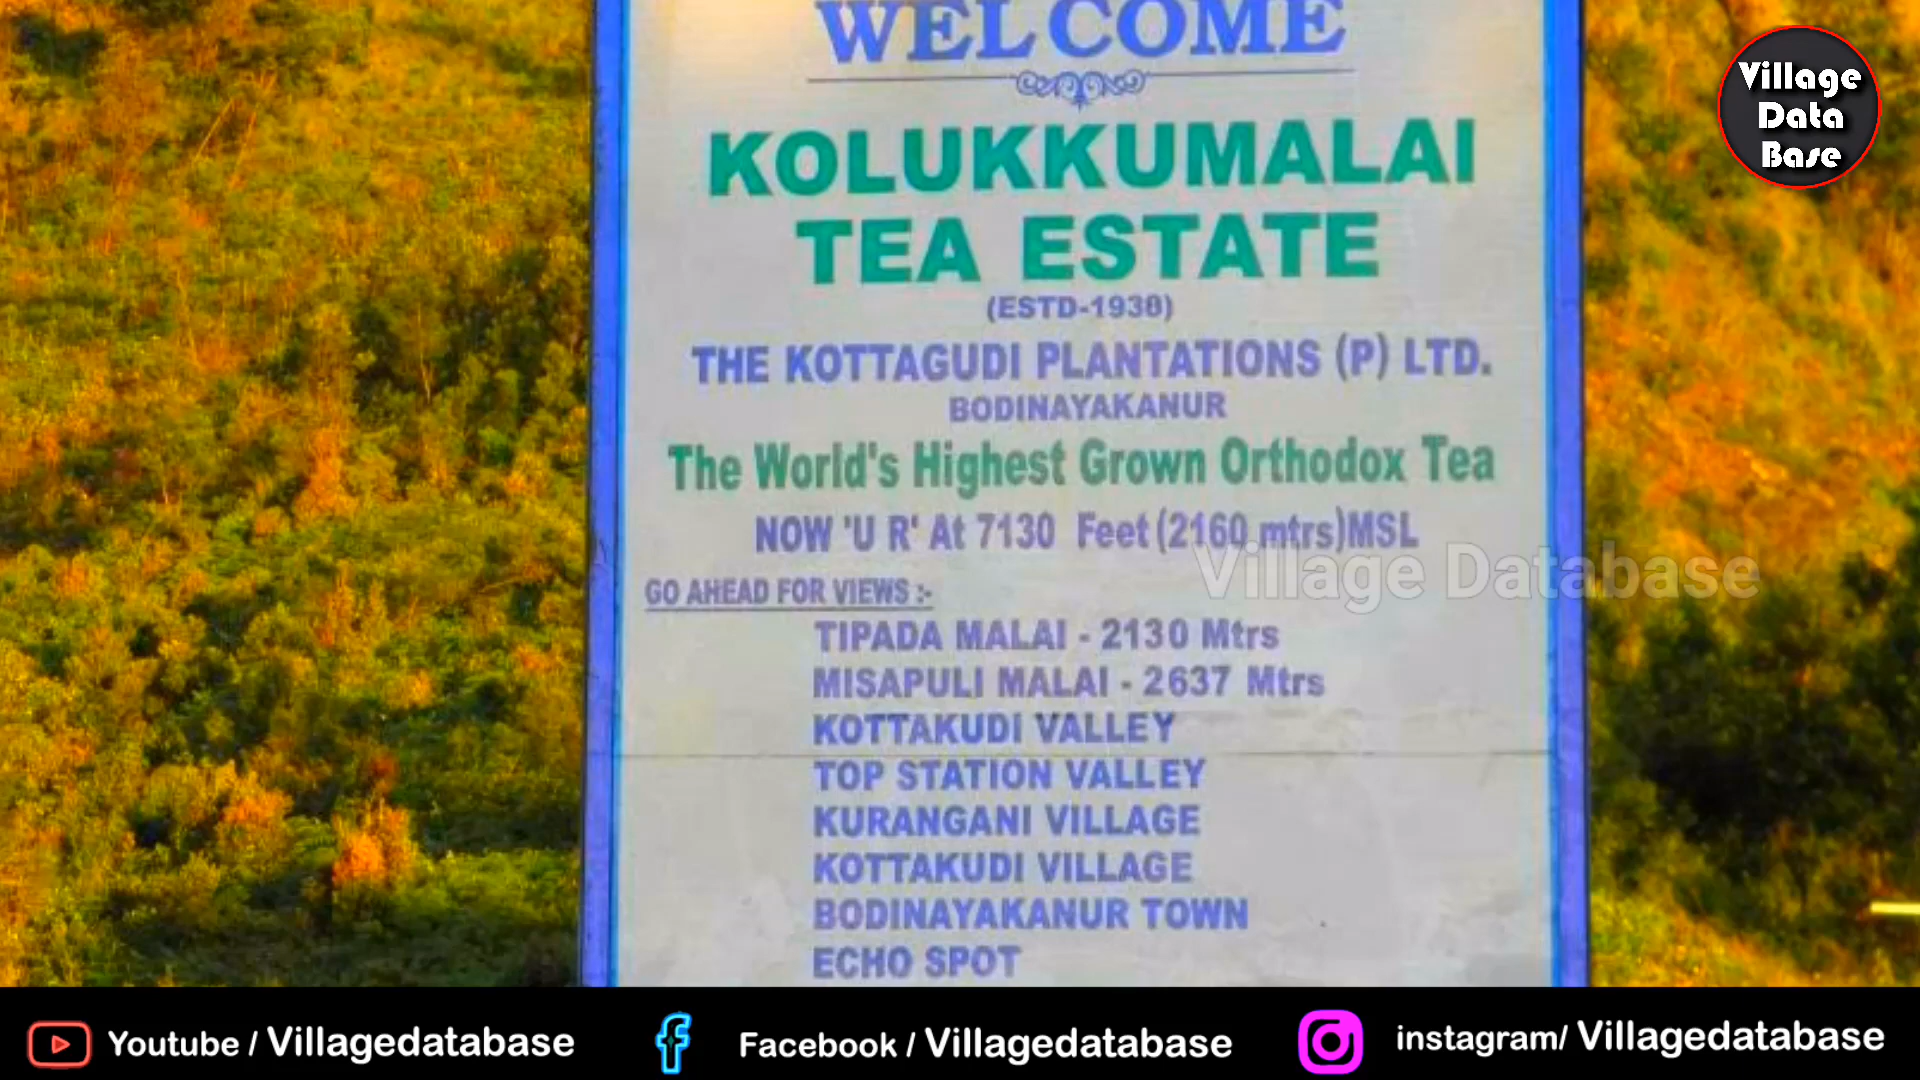 WELCOME
KOLUKKUMALAI
TEA ESTATE
(ESTD-1930)
THE KOTTAGUDI PLANTATIONS (P) LTD.
BODINAYAKANUR
The World's Highest Grown Orthodox Tea
NOW 'U R' At 7130 Feet (2160 mtrs)MSL
GO AHEAD FOR VIEWS :-
TIPADA MALAI - 2130 Mtrs
MISAPULI MALAI - 2637 Mtrs
KOTTAKUDI VALLEY
TOP STATION VALLEY
KURANGANI VILLAGE
KOTTAKUDI VILLAGE
BODINAYAKANUR TOWN
ECHO SPOT
Village
Data
Base
Village Database
Youtube / Villagedatabase
Facebook / Villagedatabase
instagram/ Villagedatabase